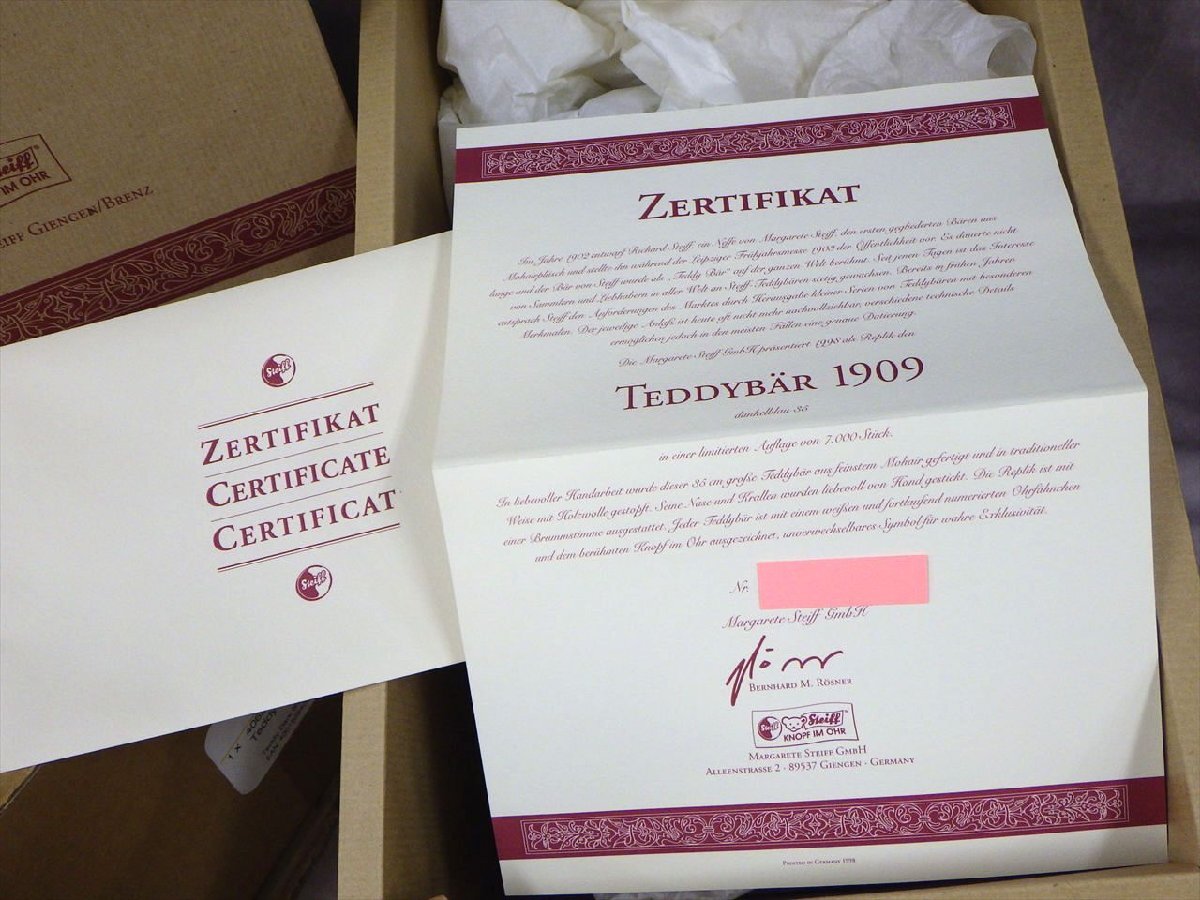 Steiff
IM OHR
EIFF GIENGEN/BRENZ
Steiff
ZERTIFIKAT
CERTIFICATE
CERTIFICAT
Steiff
1 x
Teddy
ZERTIFIKAT
Im Jahre 1902 entwarf Richard Steiff, ein Neffe von Margarete Steiff, den ersten gegliederten Bären aus
Mohairplüsch und stellte ihn während der Leipziger Frühjahrsmesse 1903 der Öffentlichkeit vor. Es dauerte nicht
lange und der Bär von Steiff wurde als „Teddy Bär" auf der ganzen Welt berühmt. Seit jenen Tagen ist das Interesse
von Sammlern und Liebhabern in aller Welt an Steiff-Teddybären stetig gewachsen. Bereits in frühen Jahren
entsprach Steiff den Anforderungen des Marktes durch Herausgabe kleiner Serien von Teddybären mit besonderen
Merkmalen. Der jeweilige Anlaß ist heute oft nicht mehr nachvollziehbar, verschiedene technische Details
ermöglichen jedoch in den meisten Fällen eine genaue Datierung.
Die Margarete Steiff GmbH präsentiert 1998 als Replik den
TEDDYBÄR 1909
dunkelblau 35
in einer limitierten Auflage von 7.000 Stück.
In liebevoller Handarbeit wurde dieser 35 cm große Teddybär aus feinstem Mohair gefertigt und in traditioneller
Weise mit Holzwolle gestopft. Seine Nase und Krallen wurden liebevoll von Hand gestickt. Die Replik ist mit
einer Brummstimme ausgestattet. Jeder Teddybär ist mit einem weißen und fortlaufend numerierten Ohrfähnchen
und dem berühmten Knopf im Ohr ausgezeichnet, unverwechselbares Symbol für wahre Exklusivität.
Nr.
Margarete Steiff GmbH
BERNHARD M. RÖSNER
Steiff Steiff
KNOPF IM OHR
MARGARETE STEIFF GMBH
ALLEENSTRASSE 2 · 89537 GIENGEN · GERMANY
PRINTED IN GERMANY 1998